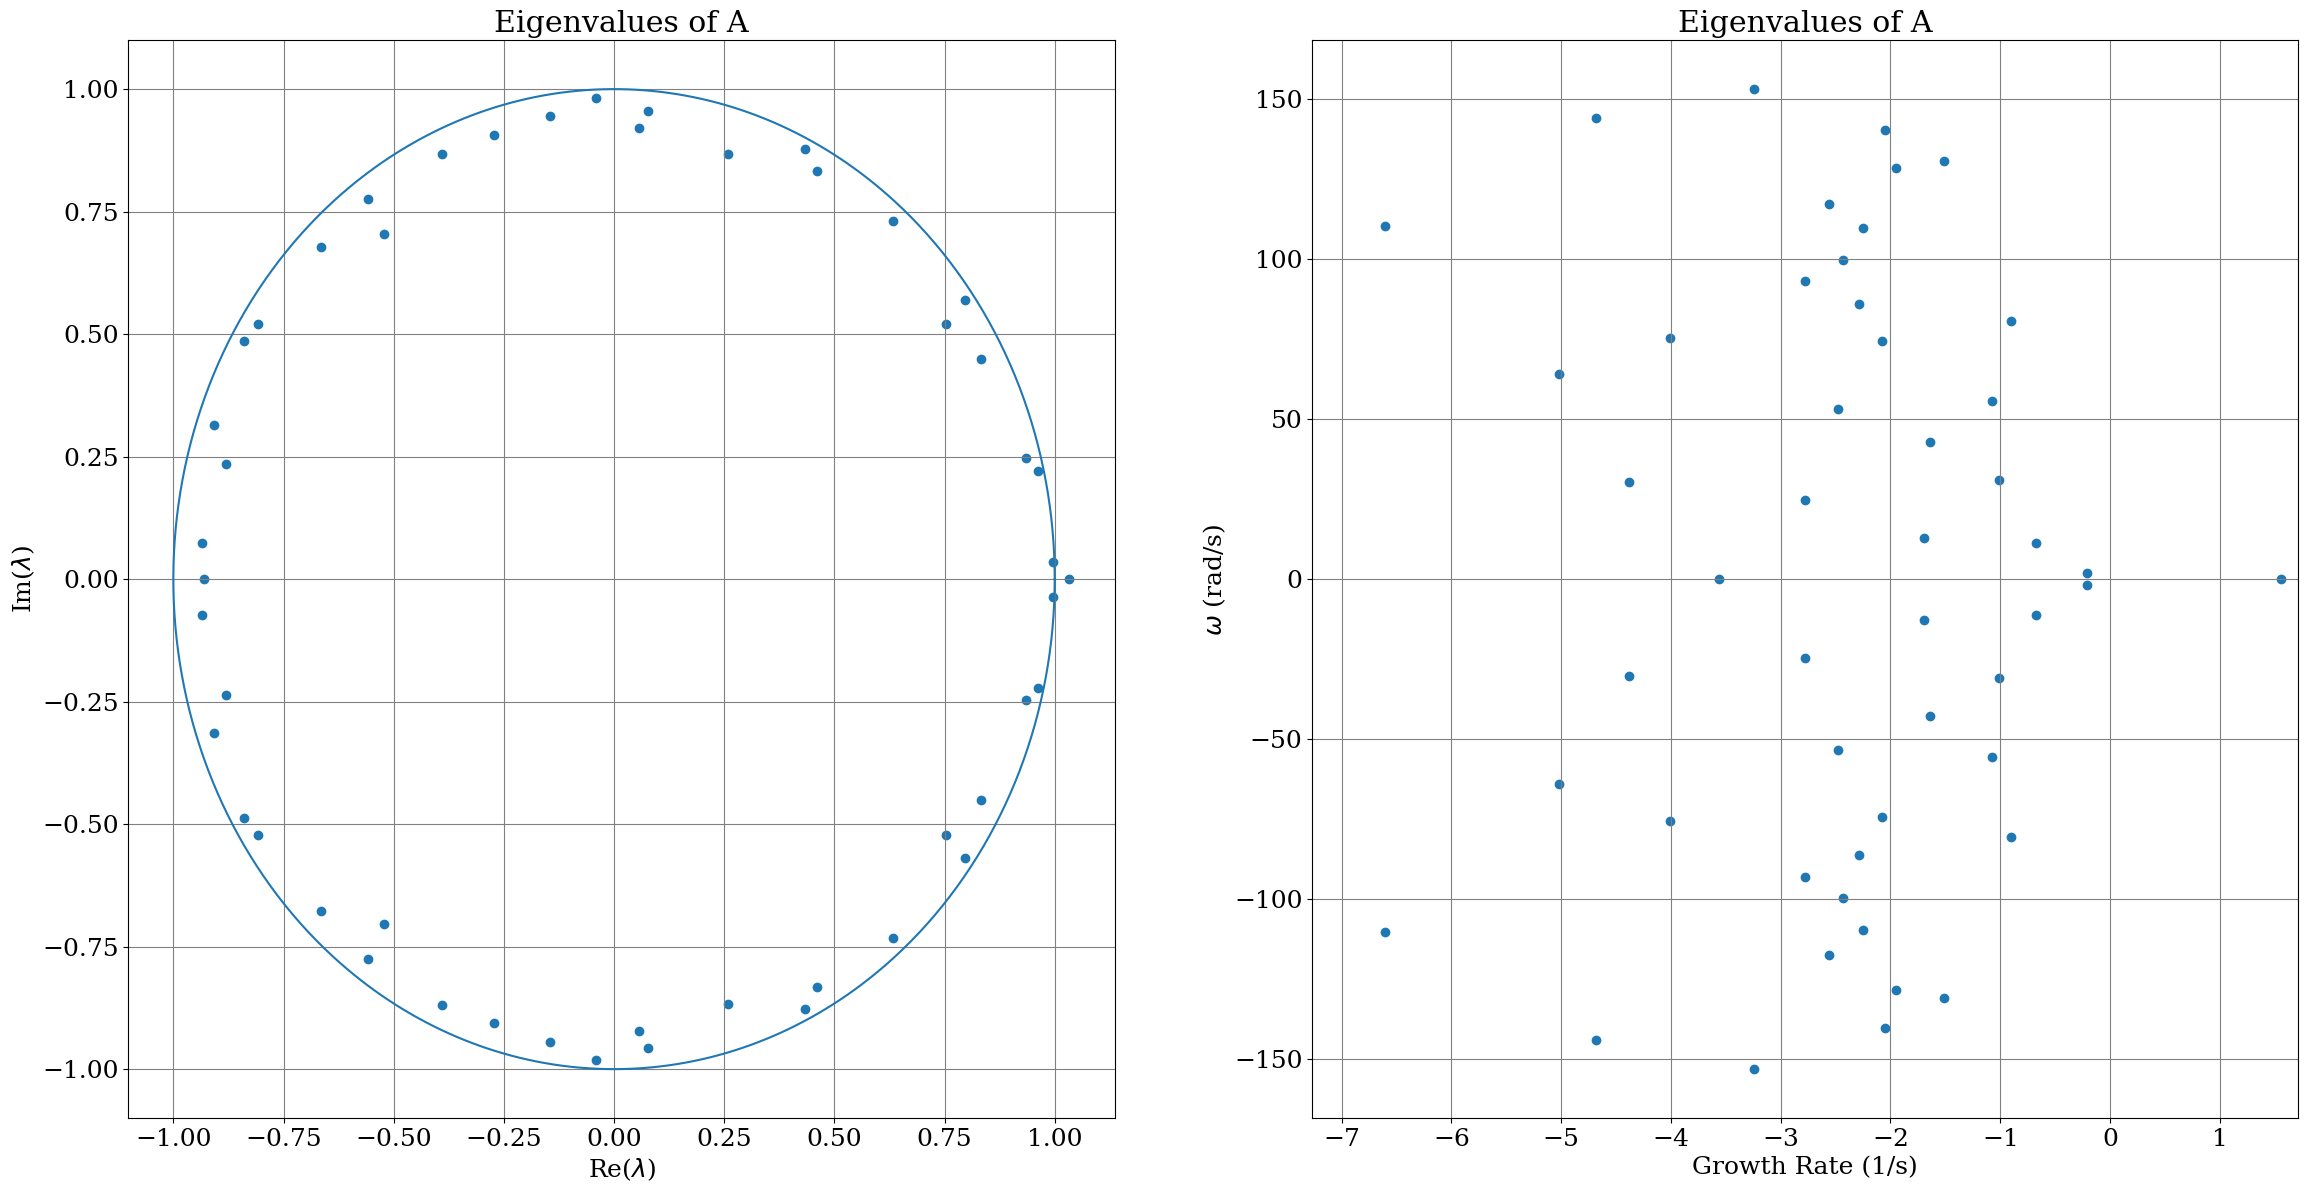 Eigenvalues of A
1.00
0.75
0.50
0.25
0.00
−0.25
−0.50
−0.75
−1.00
Im(λ)
−1.00 −0.75 −0.50 −0.25 0.00 0.25 0.50 0.75 1.00
Re(λ)
Eigenvalues of A
150
100
50
0
−50
−100
−150
ω (rad/s)
−7 −6 −5 −4 −3 −2 −1 0 1
Growth Rate (1/s)